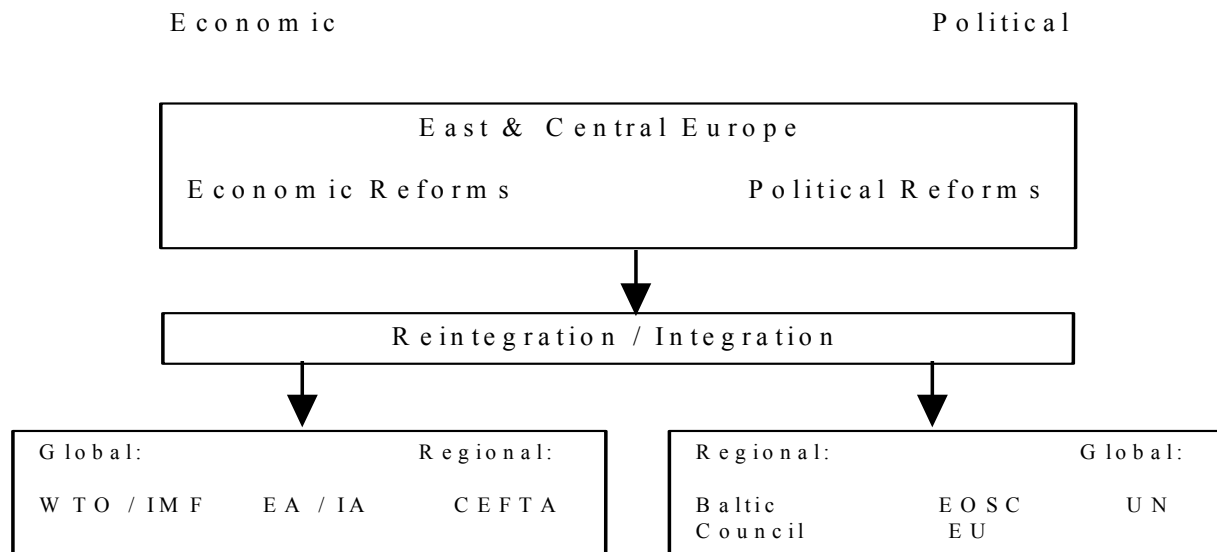 Economic Political
East & Central Europe
Economic Reforms Political Reforms
Reintegration / Integration
Global: Regional:
WTO / IMF EA / IA CEFTA
Regional: Global:
Baltic EOSC UN
Council EU